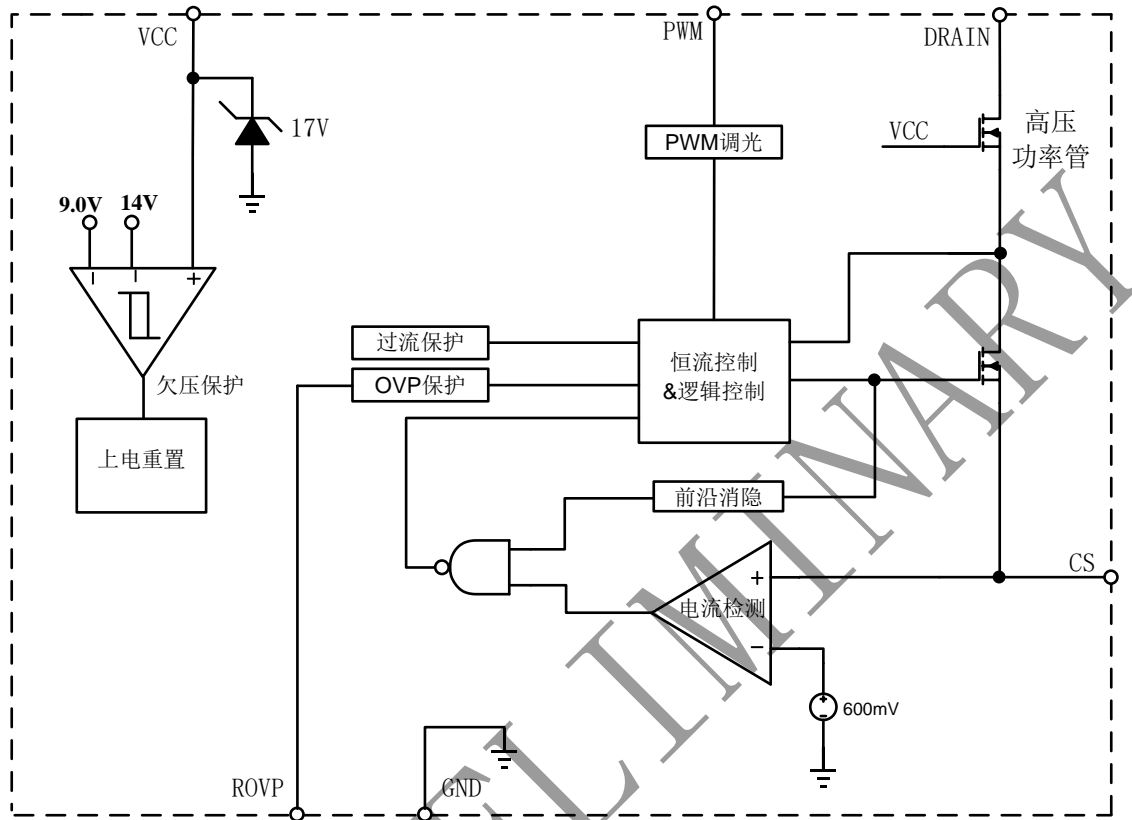 VCC
PWM
DRAIN
17V
PWM调光
VCC
高压
功率管
9.0V
14V
过流保护
OVP保护
恒流控制
&逻辑控制
欠压保护
上电重置
前沿消隐
CS
电流检测
600mV
ROVP
GND
ELIMINARY